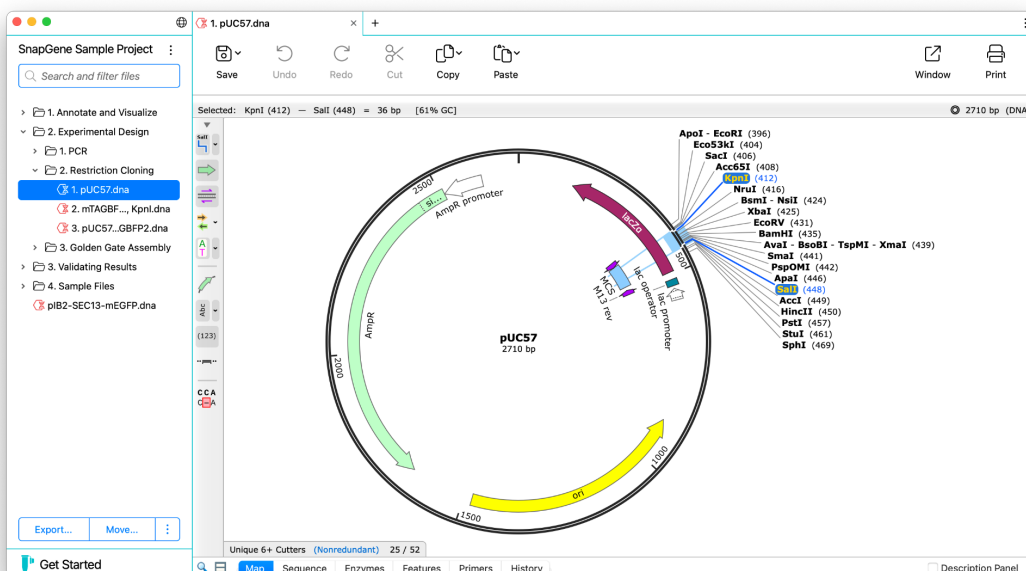 1. pUC57.dna
×
+
SnapGene Sample Project
Search and filter files
1. Annotate and Visualize
2. Experimental Design
1. PCR
2. Restriction Cloning
1. pUC57.dna
2. mTAGBF..., KpnI.dna
3. pUC57...GBFP2.dna
3. Golden Gate Assembly
3. Validating Results
4. Sample Files
pIB2-SEC13-mEGFP.dna
Export...
Move...
Get Started
Save
Undo
Redo
Cut
Copy
Paste
Window
Print
Selected: KpnI (412) — SalI (448) = 36 bp [61% GC]
2710 bp (DNA
SalI
A
T
Abc
(123)
CCA
C A
ApoI - EcoRI (396)
Eco53kI (404)
SacI (406)
Acc65I (408)
KpnI (412)
NruI (416)
BsmI - NsiI (424)
XbaI (425)
EcoRV (431)
BamHI (435)
AvaI - BsoBI - TspMI - XmaI (439)
SmaI (441)
PspOMI (442)
ApaI (446)
SalI (448)
AccI (449)
HincII (450)
PstI (457)
StuI (461)
SphI (469)
2500
si...
AmpR promoter
lacZα
500
MCS
M13 rev
lac operator
lac promoter
AmpR
pUC57
2710 bp
2000
ori
1000
1500
Unique 6+ Cutters (Nonredundant) 25 / 52
Map
Sequence
Enzymes
Features
Primers
History
Description Panel